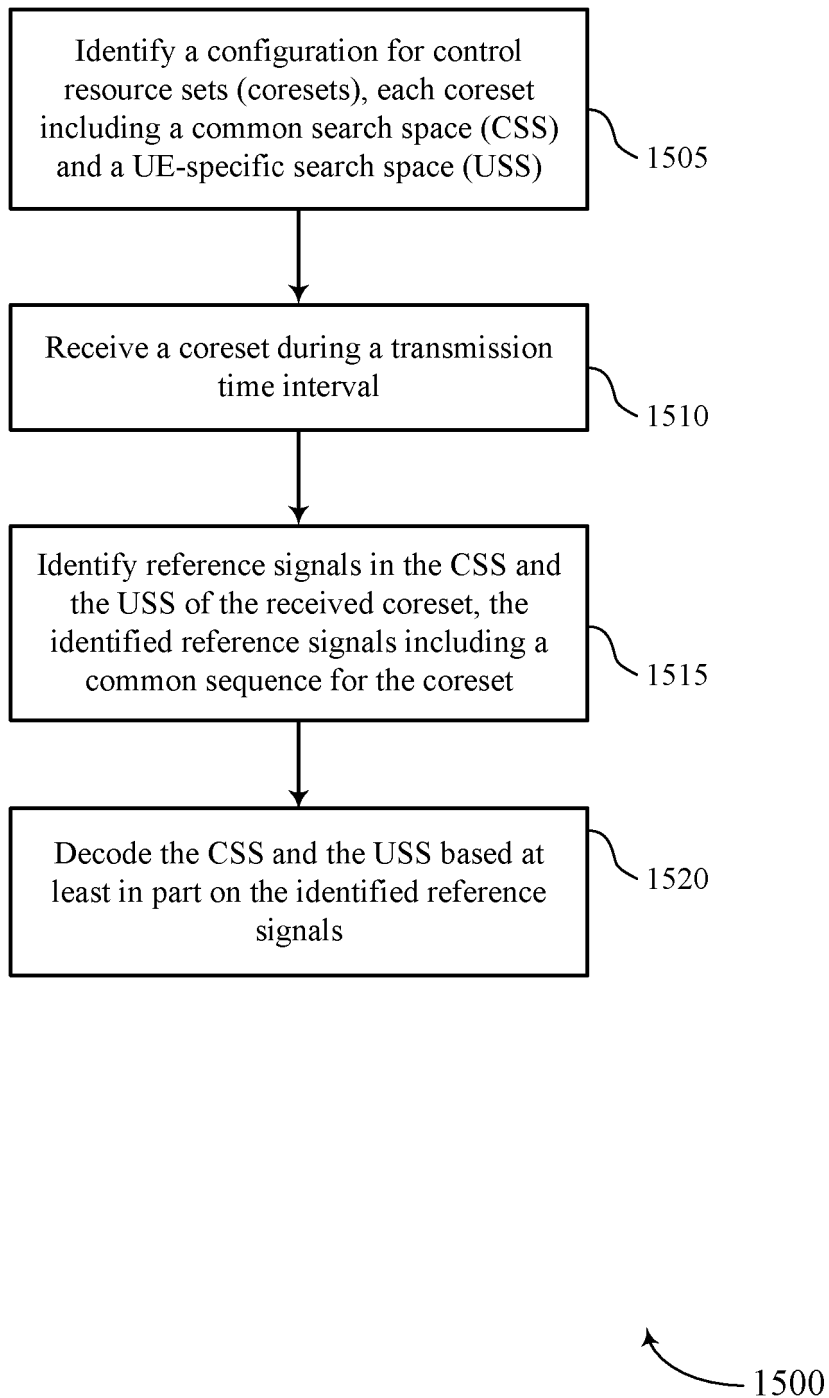 Identify a configuration for control
resource sets (coresets), each coreset
including a common search space (CSS)
and a UE-specific search space (USS)
1505
Receive a coreset during a transmission
time interval
1510
Identify reference signals in the CSS and
the USS of the received coreset, the
identified reference signals including a
common sequence for the coreset
1515
Decode the CSS and the USS based at
least in part on the identified reference
signals
1520
1500